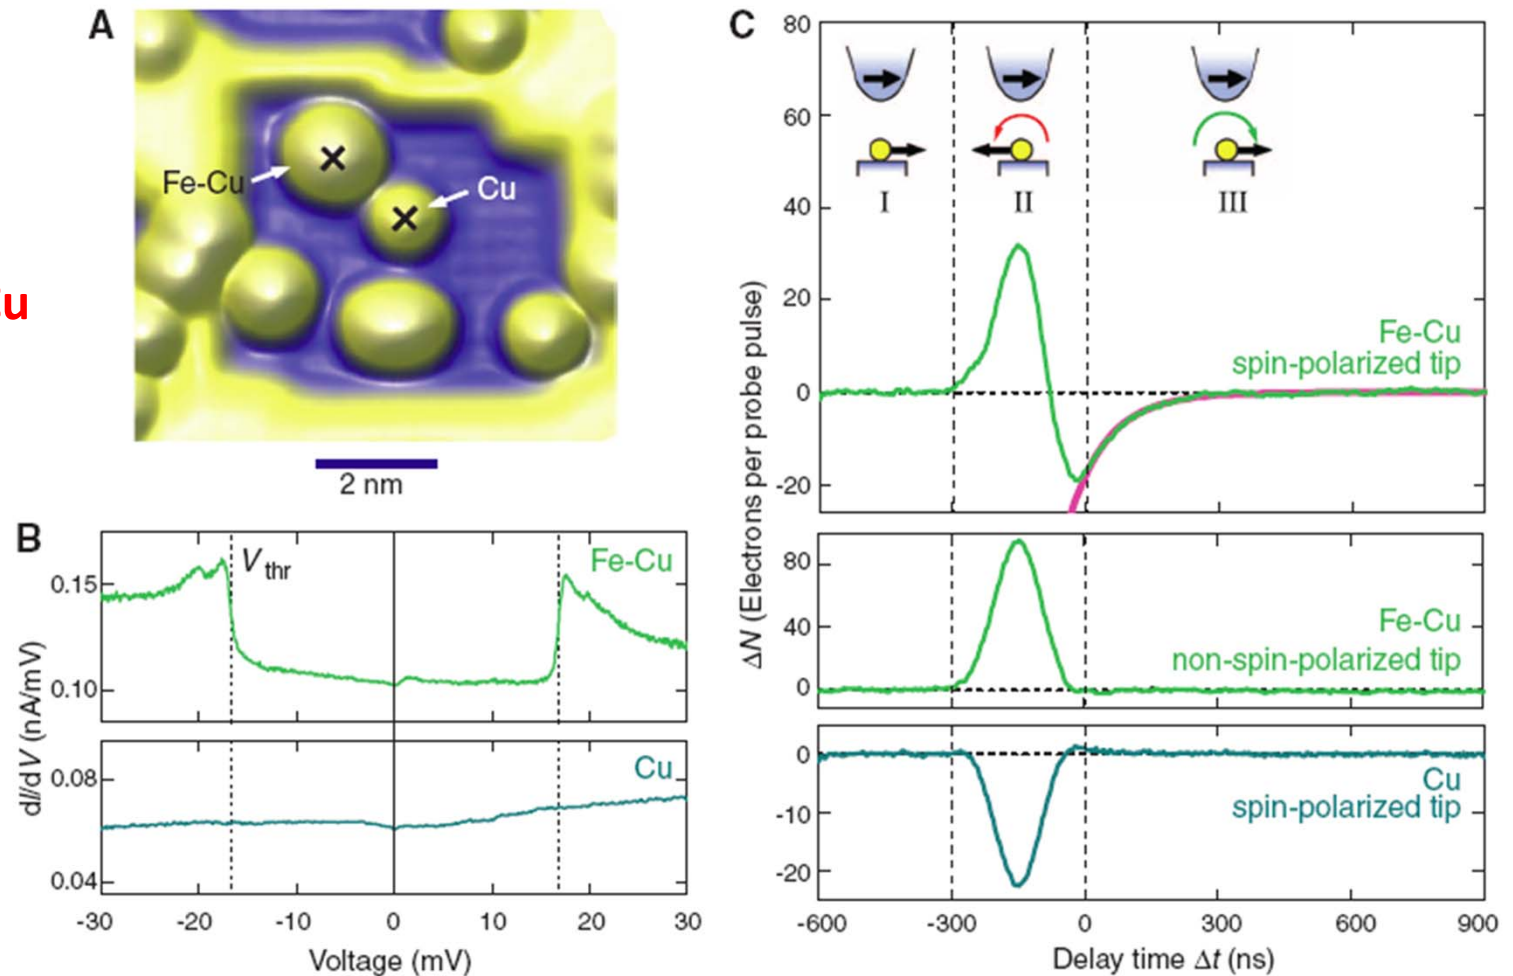 A
Fe-Cu
Cu
2 nm
B
Vthr
Fe-Cu
0.15
0.10
Cu
0.08
0.04
dI/dV (nA/mV)
-30 -20 -10 0 10 20 30
Voltage (mV)
C
80
60
40
20
0
-20
I II III
Fe-Cu
spin-polarized tip
ΔN (Electrons per probe pulse)
80
40
0
Fe-Cu
non-spin-polarized tip
0
-10
-20
Cu
spin-polarized tip
-600 -300 0 300 600 900
Delay time Δt (ns)